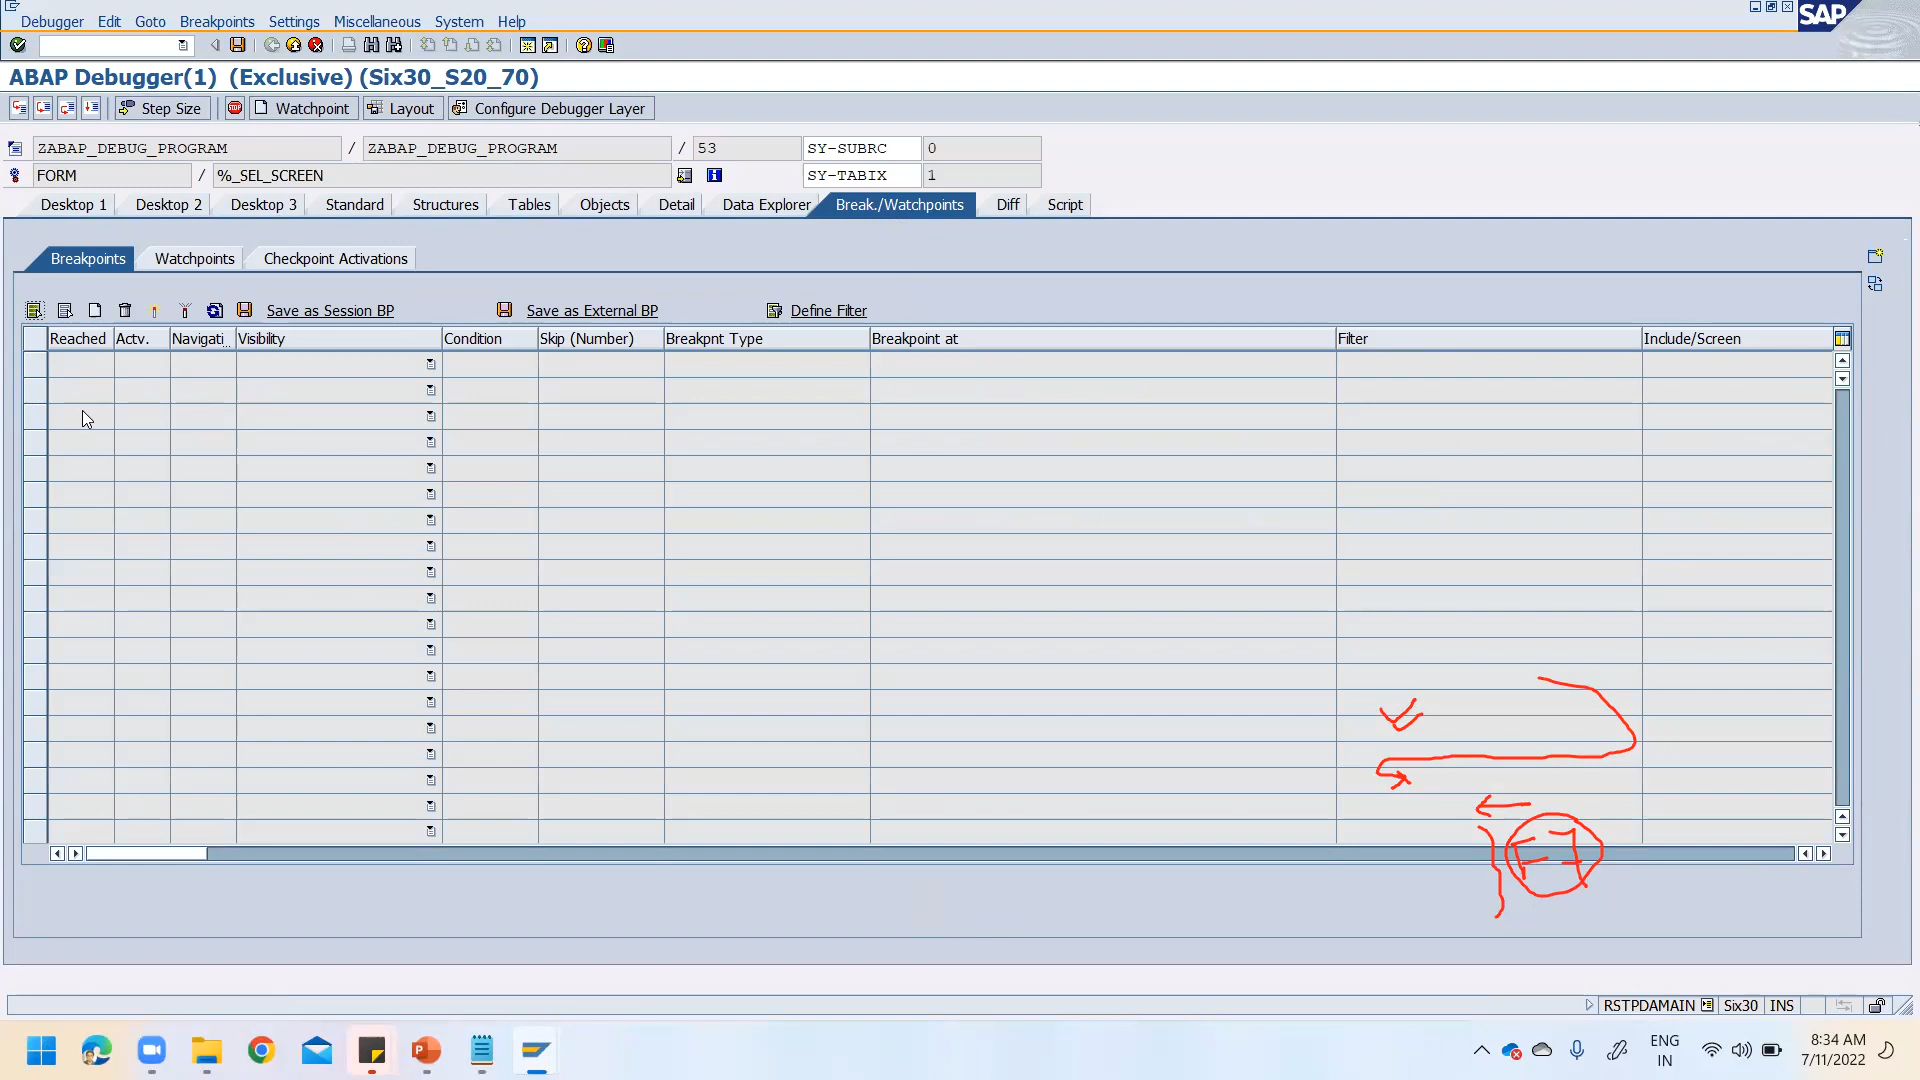 Debugger Edit Goto Breakpoints Settings Miscellaneous System Help
SAP
ABAP Debugger(1) (Exclusive) (Six30_S20_70)
Step Size STOP Watchpoint Layout Configure Debugger Layer
ZABAP_DEBUG_PROGRAM / ZABAP_DEBUG_PROGRAM / 53 SY-SUBRC 0
FORM / %_SEL_SCREEN SY-TABIX 1
Desktop 1 Desktop 2 Desktop 3 Standard Structures Tables Objects Detail Data Explorer Break./Watchpoints Diff Script
Breakpoints Watchpoints Checkpoint Activations
Save as Session BP Save as External BP Define Filter
Reached Actv. Navigati... Visibility Condition Skip (Number) Breakpnt Type Breakpoint at Filter Include/Screen
F7
RSTPDAMAIN Six30 INS
8:34 AM
ENG
IN
7/11/2022